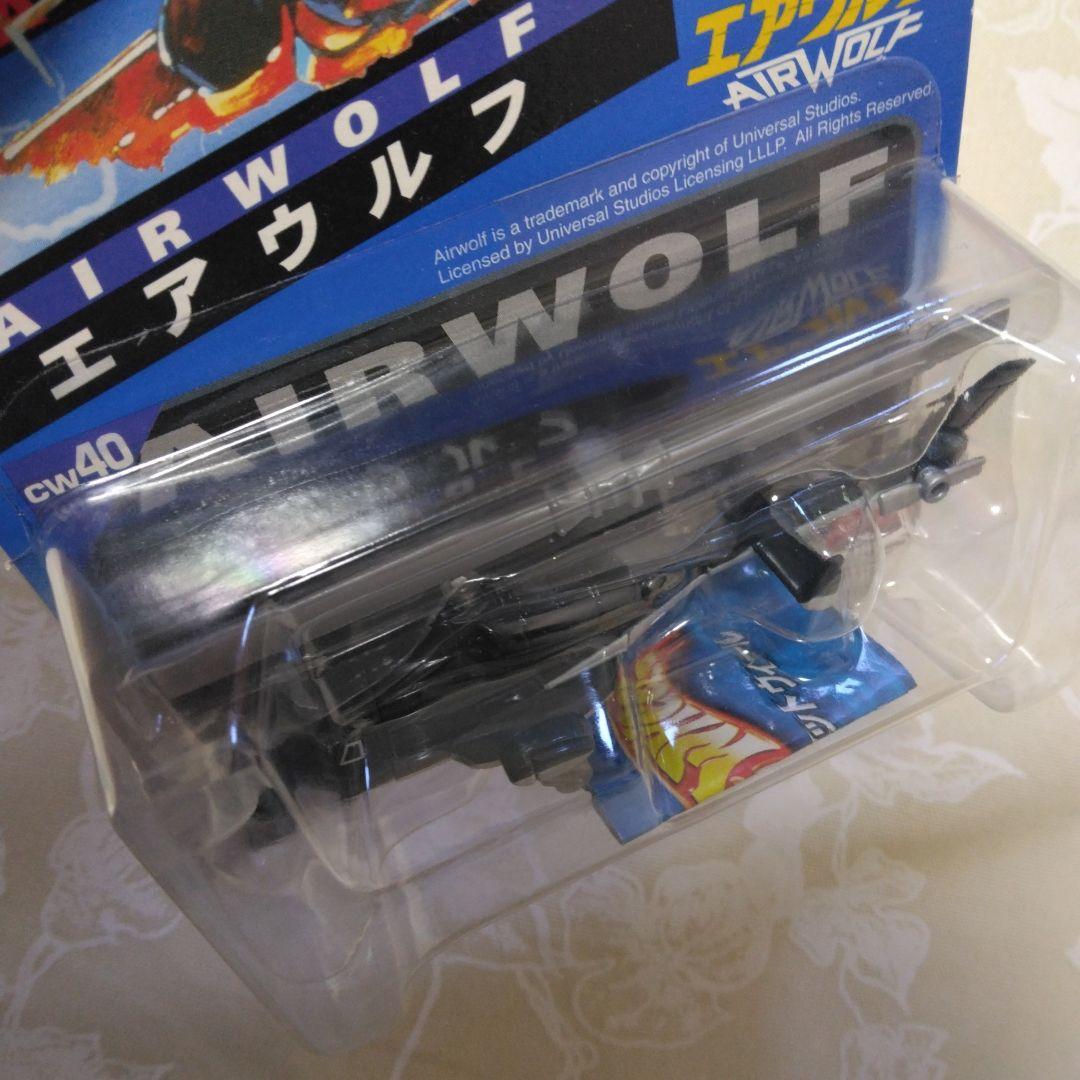 エアウルフ
AIRWOLF
AIRWOLF
エアウルフ
Airwolf is a trademark and copyright of Universal Studios.
Licensed by Universal Studios Licensing LLLP. All Rights Reserved.
AIRWOLF
CW40